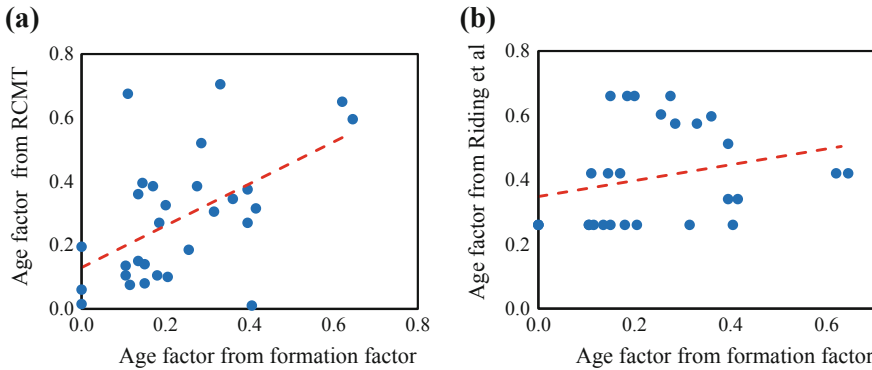 (a)
Age factor from RCMT
0.8
0.6
0.4
0.2
0.0
0.0 0.2 0.4 0.6 0.8
Age factor from formation factor
(b)
Age factor from Riding et al
0.8
0.6
0.4
0.2
0.0
0.0 0.2 0.4 0.6
Age factor from formation factor